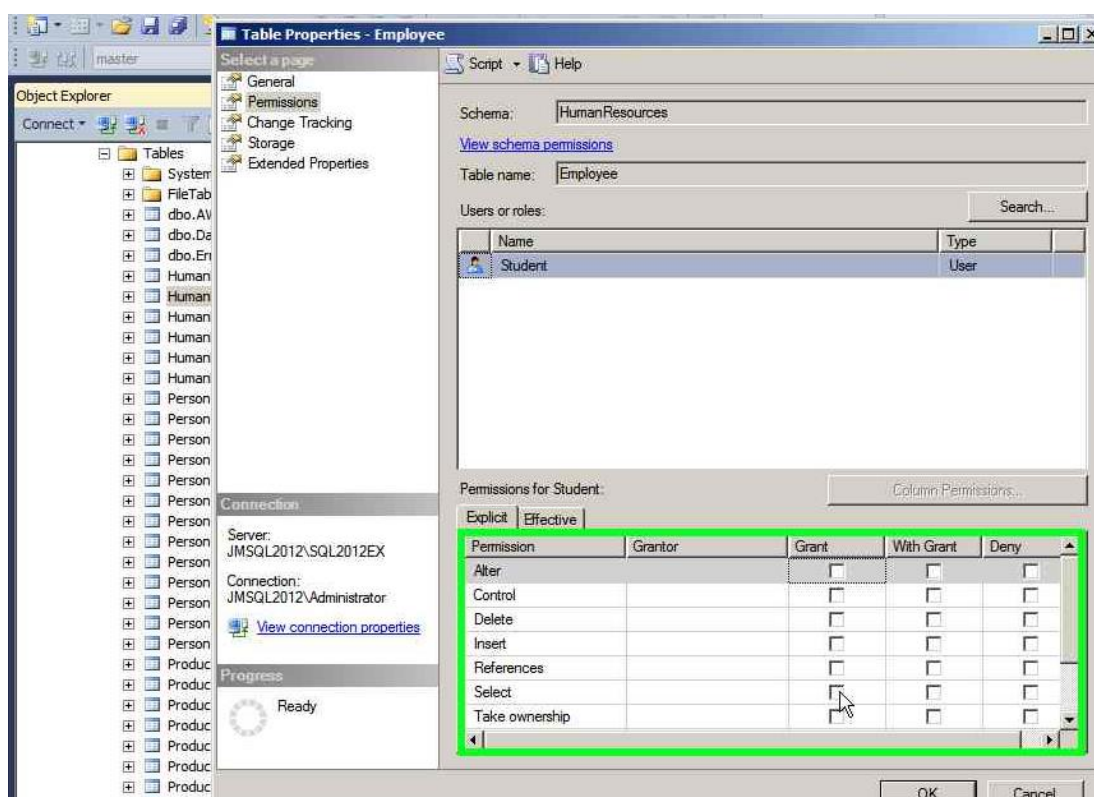 Table Properties - Employee
master
Select a page
Script Help
General
Permissions
Change Tracking
Storage
Extended Properties
Object Explorer
Connect
Tables
System
FileTab
dbo.AW
dbo.Da
dbo.Err
Human
Human
Human
Human
Human
Human
Person
Person
Person
Person
Person
Person
Person
Person
Person
Person
Person
Person
Person
Produc
Produc
Produc
Produc
Produc
Produc
Produc
Schema: HumanResources
View schema permissions
Table name: Employee
Users or roles: Search...
Name Type
Student User
Permissions for Student: Column Permissions...
Explicit Effective
Permission Grantor Grant With Grant Deny
Alter
Control
Delete
Insert
References
Select
Take ownership
Connection
Server:
JMSQL2012\SQL2012EX
Connection:
JMSQL2012\Administrator
View connection properties
Progress
Ready
OK Cancel